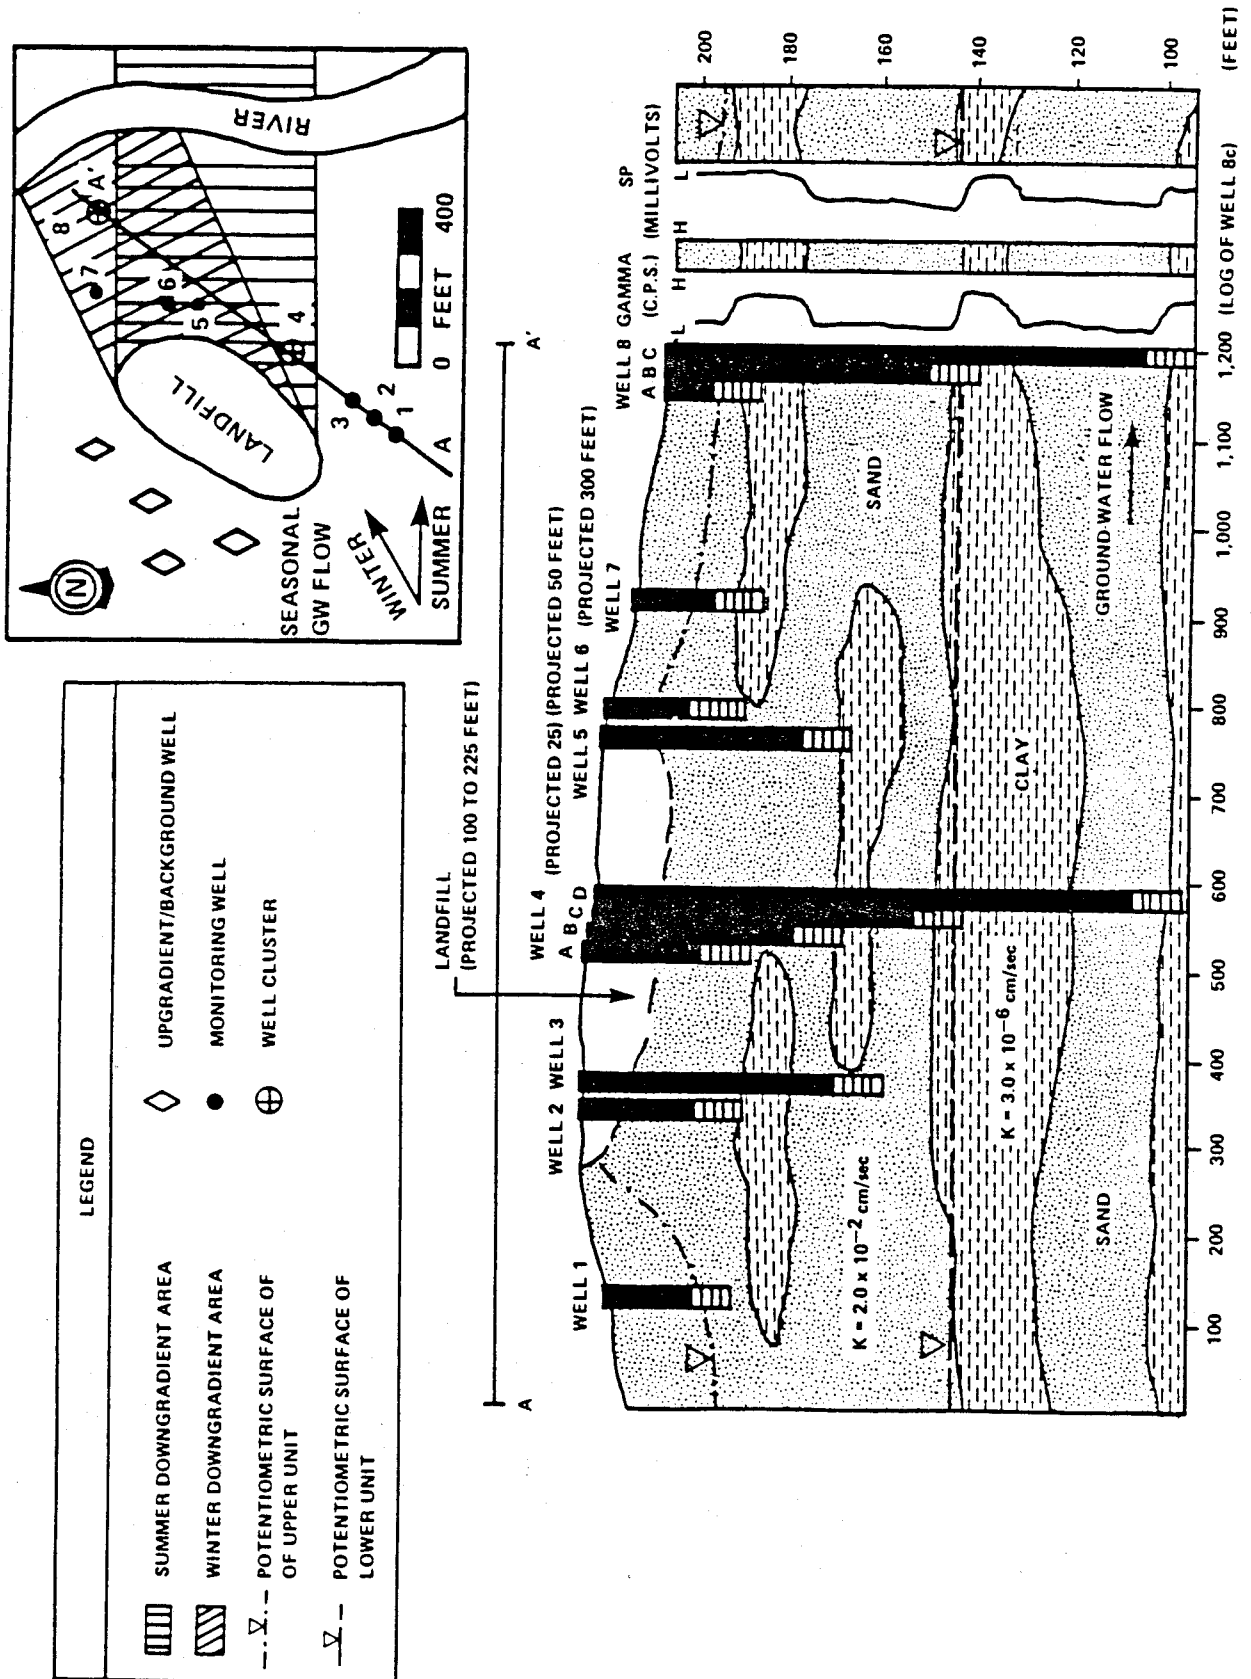 LEGEND
SUMMER DOWNGRADIENT AREA
WINTER DOWNGRADIENT AREA
POTENTIOMETRIC SURFACE OF
OF UPPER UNIT
POTENTIOMETRIC SURFACE OF
LOWER UNIT
UPGRADIENT/BACKGROUND WELL
MONITORING WELL
WELL CLUSTER
N
SEASONAL
GW FLOW
WINTER
SUMMER
LANDFILL
RIVER
A
1
2
3
4
5
6
7
8
A'
0 FEET 400
LANDFILL
(PROJECTED 100 TO 225 FEET)
A
A'
WELL 1
WELL 2
WELL 3
WELL 4
A B C D
(PROJECTED 25)
WELL 5
(PROJECTED 50 FEET)
WELL 6
(PROJECTED 300 FEET)
WELL 7
WELL 8
A B C
GAMMA
(C.P.S.)
L H
SP
(MILLIVOLTS)
H L
200
180
160
140
120
100
(FEET)
K = 2.0 x 10⁻² cm/sec
SAND
K = 3.0 x 10⁻⁶ cm/sec
CLAY
SAND
GROUND-WATER FLOW
100
200
300
400
500
600
700
800
900
1,000
1,100
1,200
(LOG OF WELL 8c)